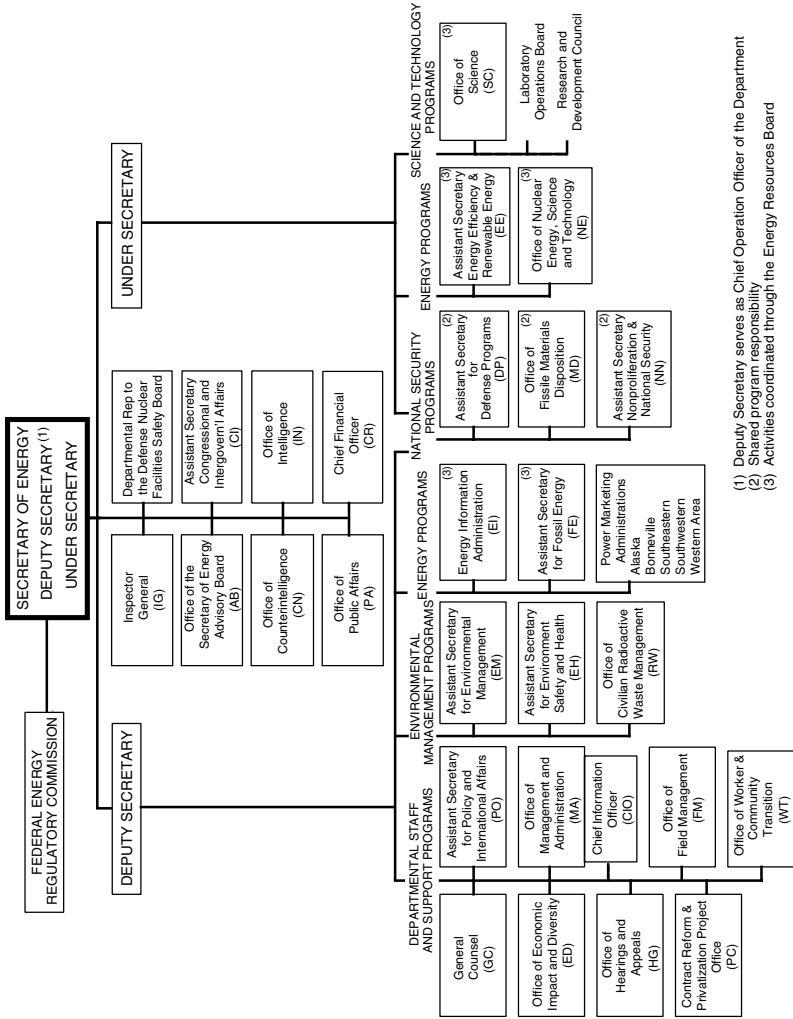 FEDERAL ENERGY
REGULATORY COMMISSION
SECRETARY OF ENERGY
DEPUTY SECRETARY (1)
UNDER SECRETARY
DEPUTY SECRETARY
UNDER SECRETARY
Inspector
General
(IG)
Departmental Rep to
the Defense Nuclear
Facilities Safety Board
Office of the
Secretary of Energy
Advisory Board
(AB)
Assistant Secretary
Congressional and
Intergovern'l Affairs
(CI)
Office of
Counterintelligence
(CN)
Office of
Intelligence
(IN)
Office of
Public Affairs
(PA)
Chief Financial
Officer
(CR)
DEPARTMENTAL STAFF
AND SUPPORT PROGRAMS
General
Counsel
(GC)
Assistant Secretary
for Policy and
International Affairs
(PO)
Office of Economic
Impact and Diversity
(ED)
Office of
Management and
Administration
(MA)
Chief Information
Officer
(CIO)
Office of
Hearings and
Appeals
(HG)
Office of
Field Management
(FM)
Contract Reform &
Privatization Project
Office
(PC)
Office of Worker &
Community
Transition
(WT)
ENVIRONMENTAL
MANAGEMENT PROGRAMS
Assistant Secretary
for Environmental
Management
(EM)
Assistant Secretary
for Environment
Safety and Health
(EH)
Office of
Civilian Radioactive
Waste Management
(RW)
ENERGY PROGRAMS
(3)
Energy Information
Administration
(EI)
(3)
Assistant Secretary
for Fossil Energy
(FE)
Power Marketing
Administrations
Alaska
Bonneville
Southeastern
Southwestern
Western Area
NATIONAL SECURITY
PROGRAMS
(2)
Assistant Secretary
for
Defense Programs
(DP)
(2)
Office of
Fissile Materials
Disposition
(MD)
(2)
Assistant Secretary
Nonproliferation &
National Security
(NN)
ENERGY PROGRAMS
(3)
Assistant Secretary
Energy Efficiency &
Renewable Energy
(EE)
(3)
Office of Nuclear
Energy, Science
and Technology
(NE)
SCIENCE AND TECHNOLOGY
PROGRAMS
(3)
Office of
Science
(SC)
Laboratory
Operations Board
Research and
Development Council
(1) Deputy Secretary serves as Chief Operation Officer of the Department
(2) Shared program responsibility
(3) Activities coordinated through the Energy Resources Board